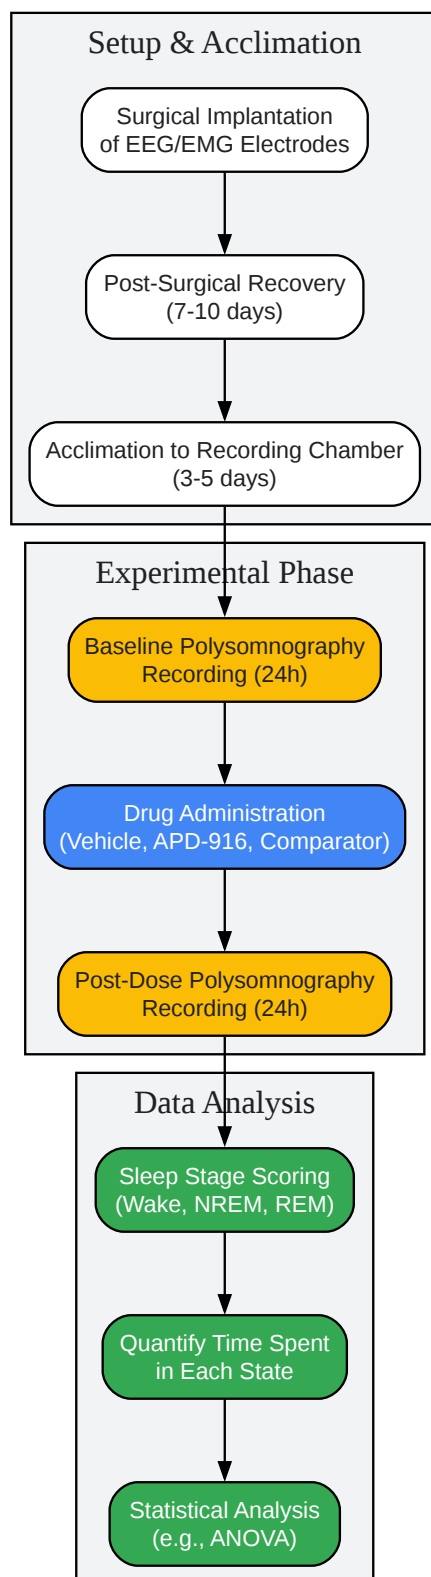 Setup & Acclimation
Surgical Implantation
of EEG/EMG Electrodes
Post-Surgical Recovery
(7-10 days)
Acclimation to Recording Chamber
(3-5 days)
Experimental Phase
Baseline Polysomnography
Recording (24h)
Drug Administration
(Vehicle, APD-916, Comparator)
Post-Dose Polysomnography
Recording (24h)
Data Analysis
Sleep Stage Scoring
(Wake, NREM, REM)
Quantify Time Spent
in Each State
Statistical Analysis
(e.g., ANOVA)